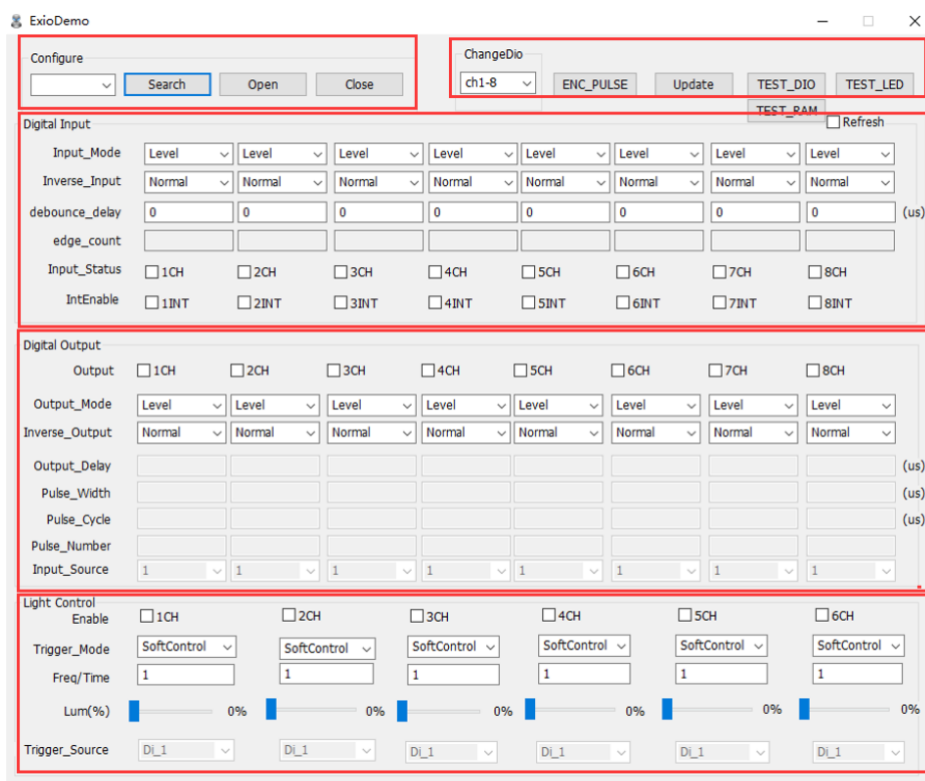 ExioDemo
Configure
Search Open Close
ChangeDio
ch1-8 ENC_PULSE Update TEST_DIO TEST_LED
TEST_RAM
Digital Input Refresh
Input_Mode Level Level Level Level Level Level Level Level
Inverse_Input Normal Normal Normal Normal Normal Normal Normal Normal
debounce_delay 0 0 0 0 0 0 0 0 (us)
edge_count
Input_Status 1CH 2CH 3CH 4CH 5CH 6CH 7CH 8CH
IntEnable 1INT 2INT 3INT 4INT 5INT 6INT 7INT 8INT
Digital Output
Output 1CH 2CH 3CH 4CH 5CH 6CH 7CH 8CH
Output_Mode Level Level Level Level Level Level Level Level
Inverse_Output Normal Normal Normal Normal Normal Normal Normal Normal
Output_Delay (us)
Pulse_Width (us)
Pulse_Cycle (us)
Pulse_Number
Input_Source 1 1 1 1 1 1 1 1
Light Control
Enable 1CH 2CH 3CH 4CH 5CH 6CH
Trigger_Mode SoftControl SoftControl SoftControl SoftControl SoftControl SoftControl
Freq/Time 1 1 1 1 1 1
Lum(%) 0% 0% 0% 0% 0% 0%
Trigger_Source Di_1 Di_1 Di_1 Di_1 Di_1 Di_1